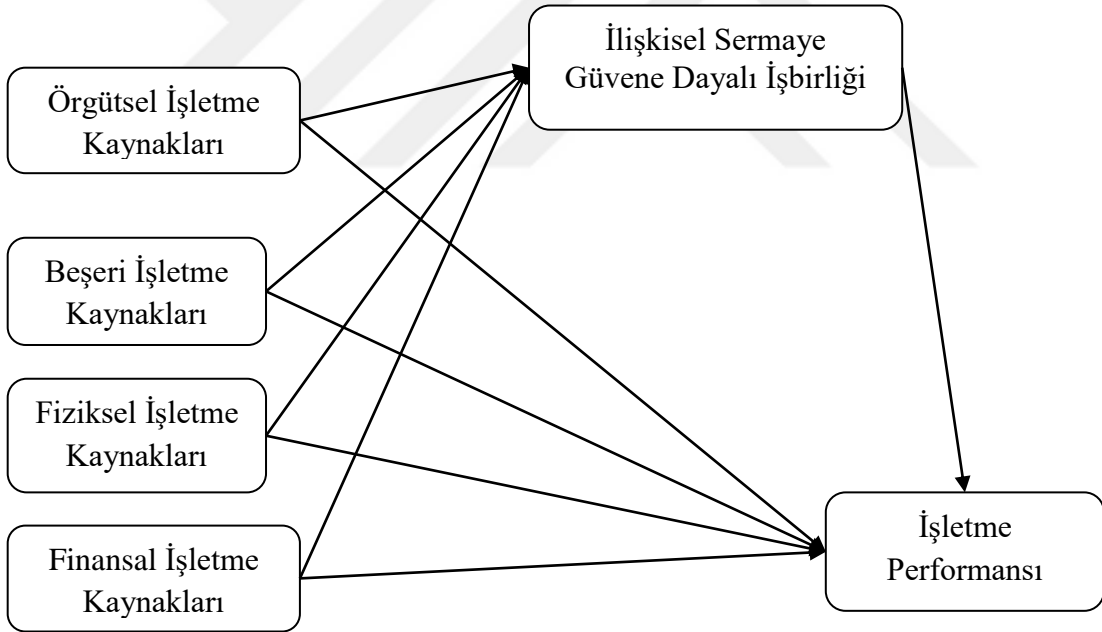 İlişkisel Sermaye
Güvene Dayalı İşbirliği
Örgütsel İşletme
Kaynakları
Beşeri İşletme
Kaynakları
Fiziksel İşletme
Kaynakları
Finansal İşletme
Kaynakları
İşletme
Performansı